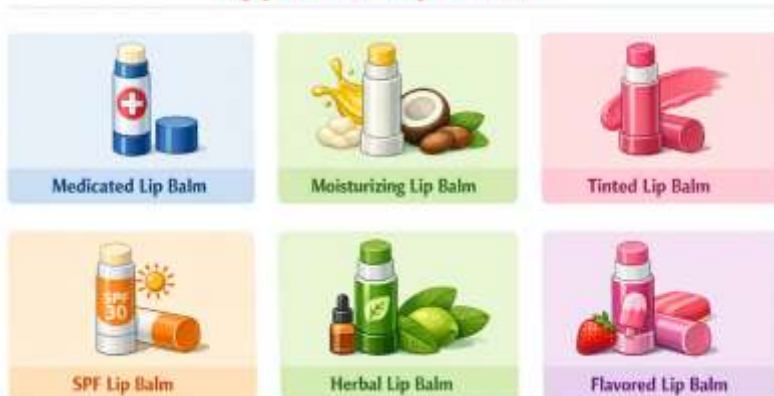 Medicated Lip Balm
Moisturizing Lip Balm
Tinted Lip Balm
SPF
30
SPF Lip Balm
Herbal Lip Balm
Flavored Lip Balm